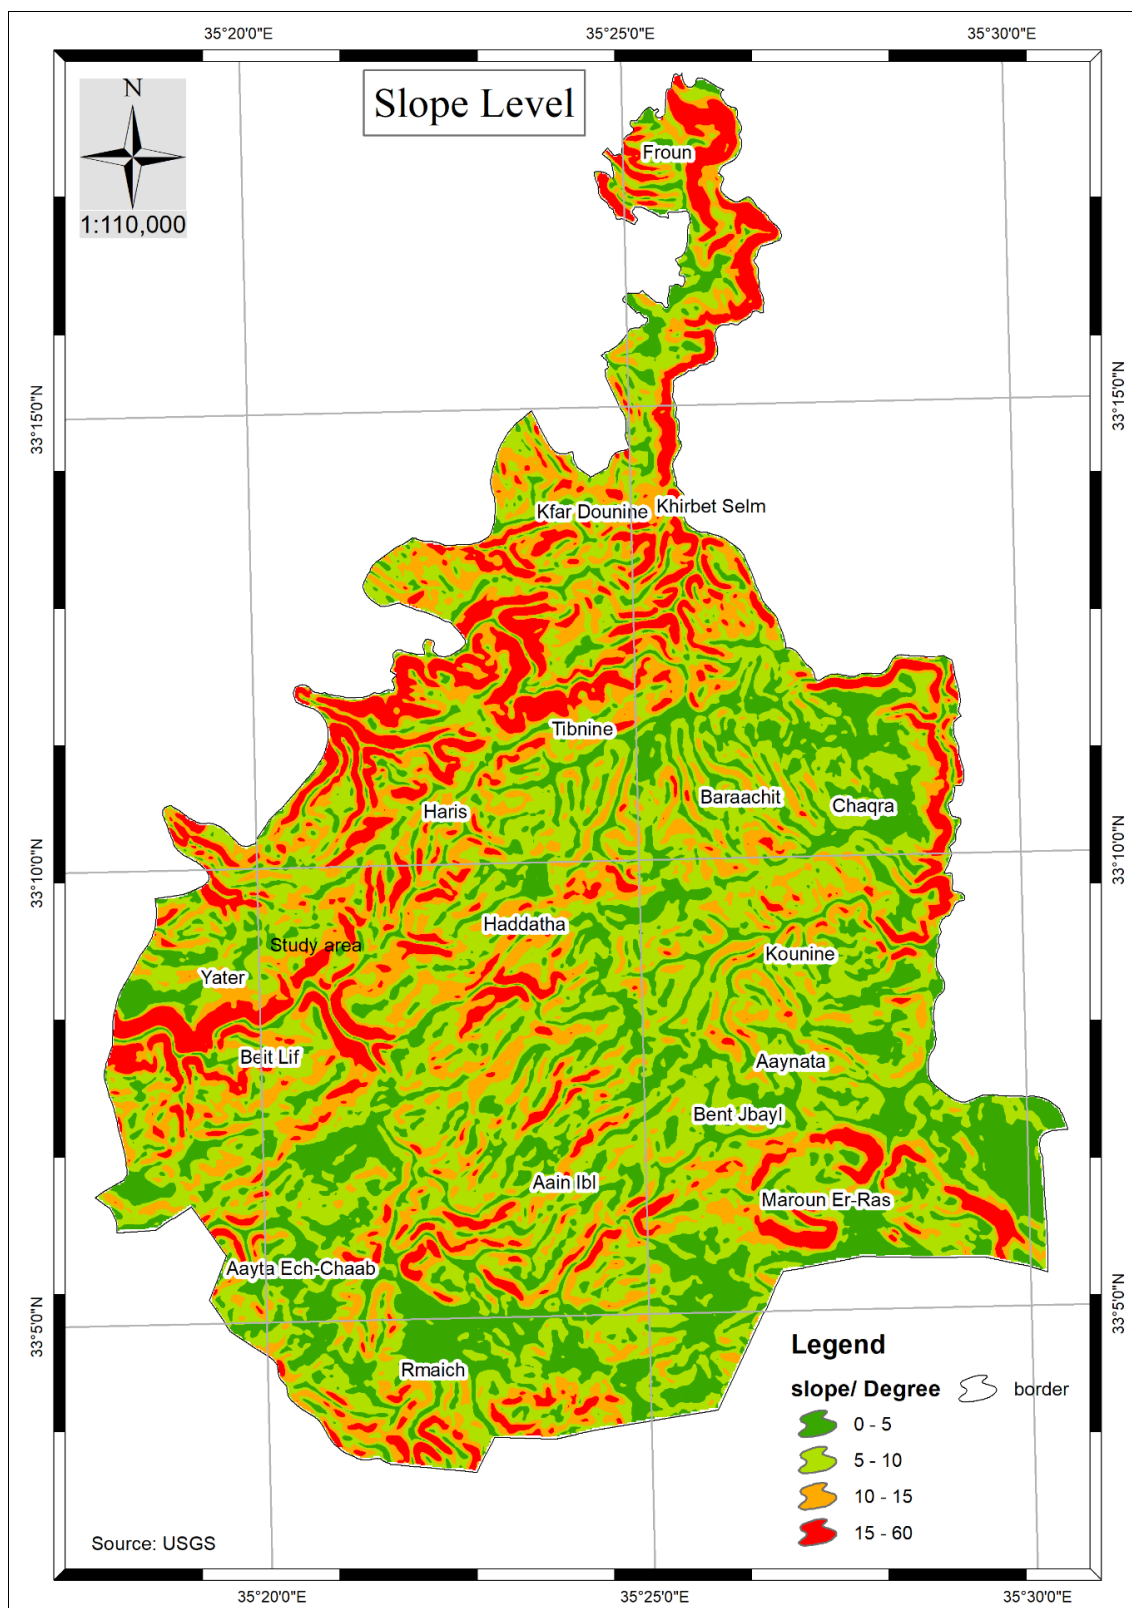 35°20'0"E
35°25'0"E
35°30'0"E
N
1:110,000
Slope Level
Froun
33°15'0"N
33°15'0"N
Kfar Dounine
Khirbet Selm
Tibnine
Baraachit
Chaqra
Haris
33°10'0"N
33°10'0"N
Haddatha
Study area
Kounine
Yater
Beit Lif
Aaynata
Bent Jbayl
Aain Ibl
Maroun Er-Ras
Aayta Ech-Chaab
33°5'0"N
33°5'0"N
Rmaich
Legend
slope/ Degree
border
0 - 5
5 - 10
10 - 15
15 - 60
Source: USGS
35°20'0"E
35°25'0"E
35°30'0"E